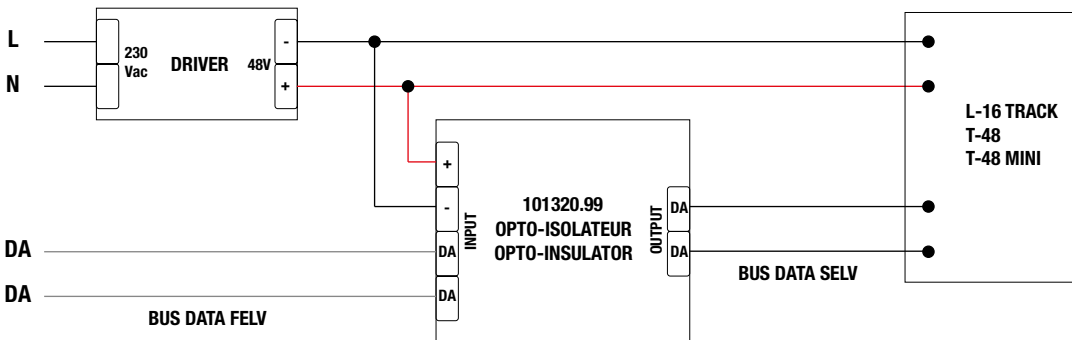 L
N
230
Vac
DRIVER
48V
-
+
L-16 TRACK
T-48
T-48 MINI
+
-
DA
DA
INPUT
101320.99
OPTO-ISOLATEUR
OPTO-INSULATOR
OUTPUT
DA
DA
DA
DA
BUS DATA FELV
BUS DATA SELV